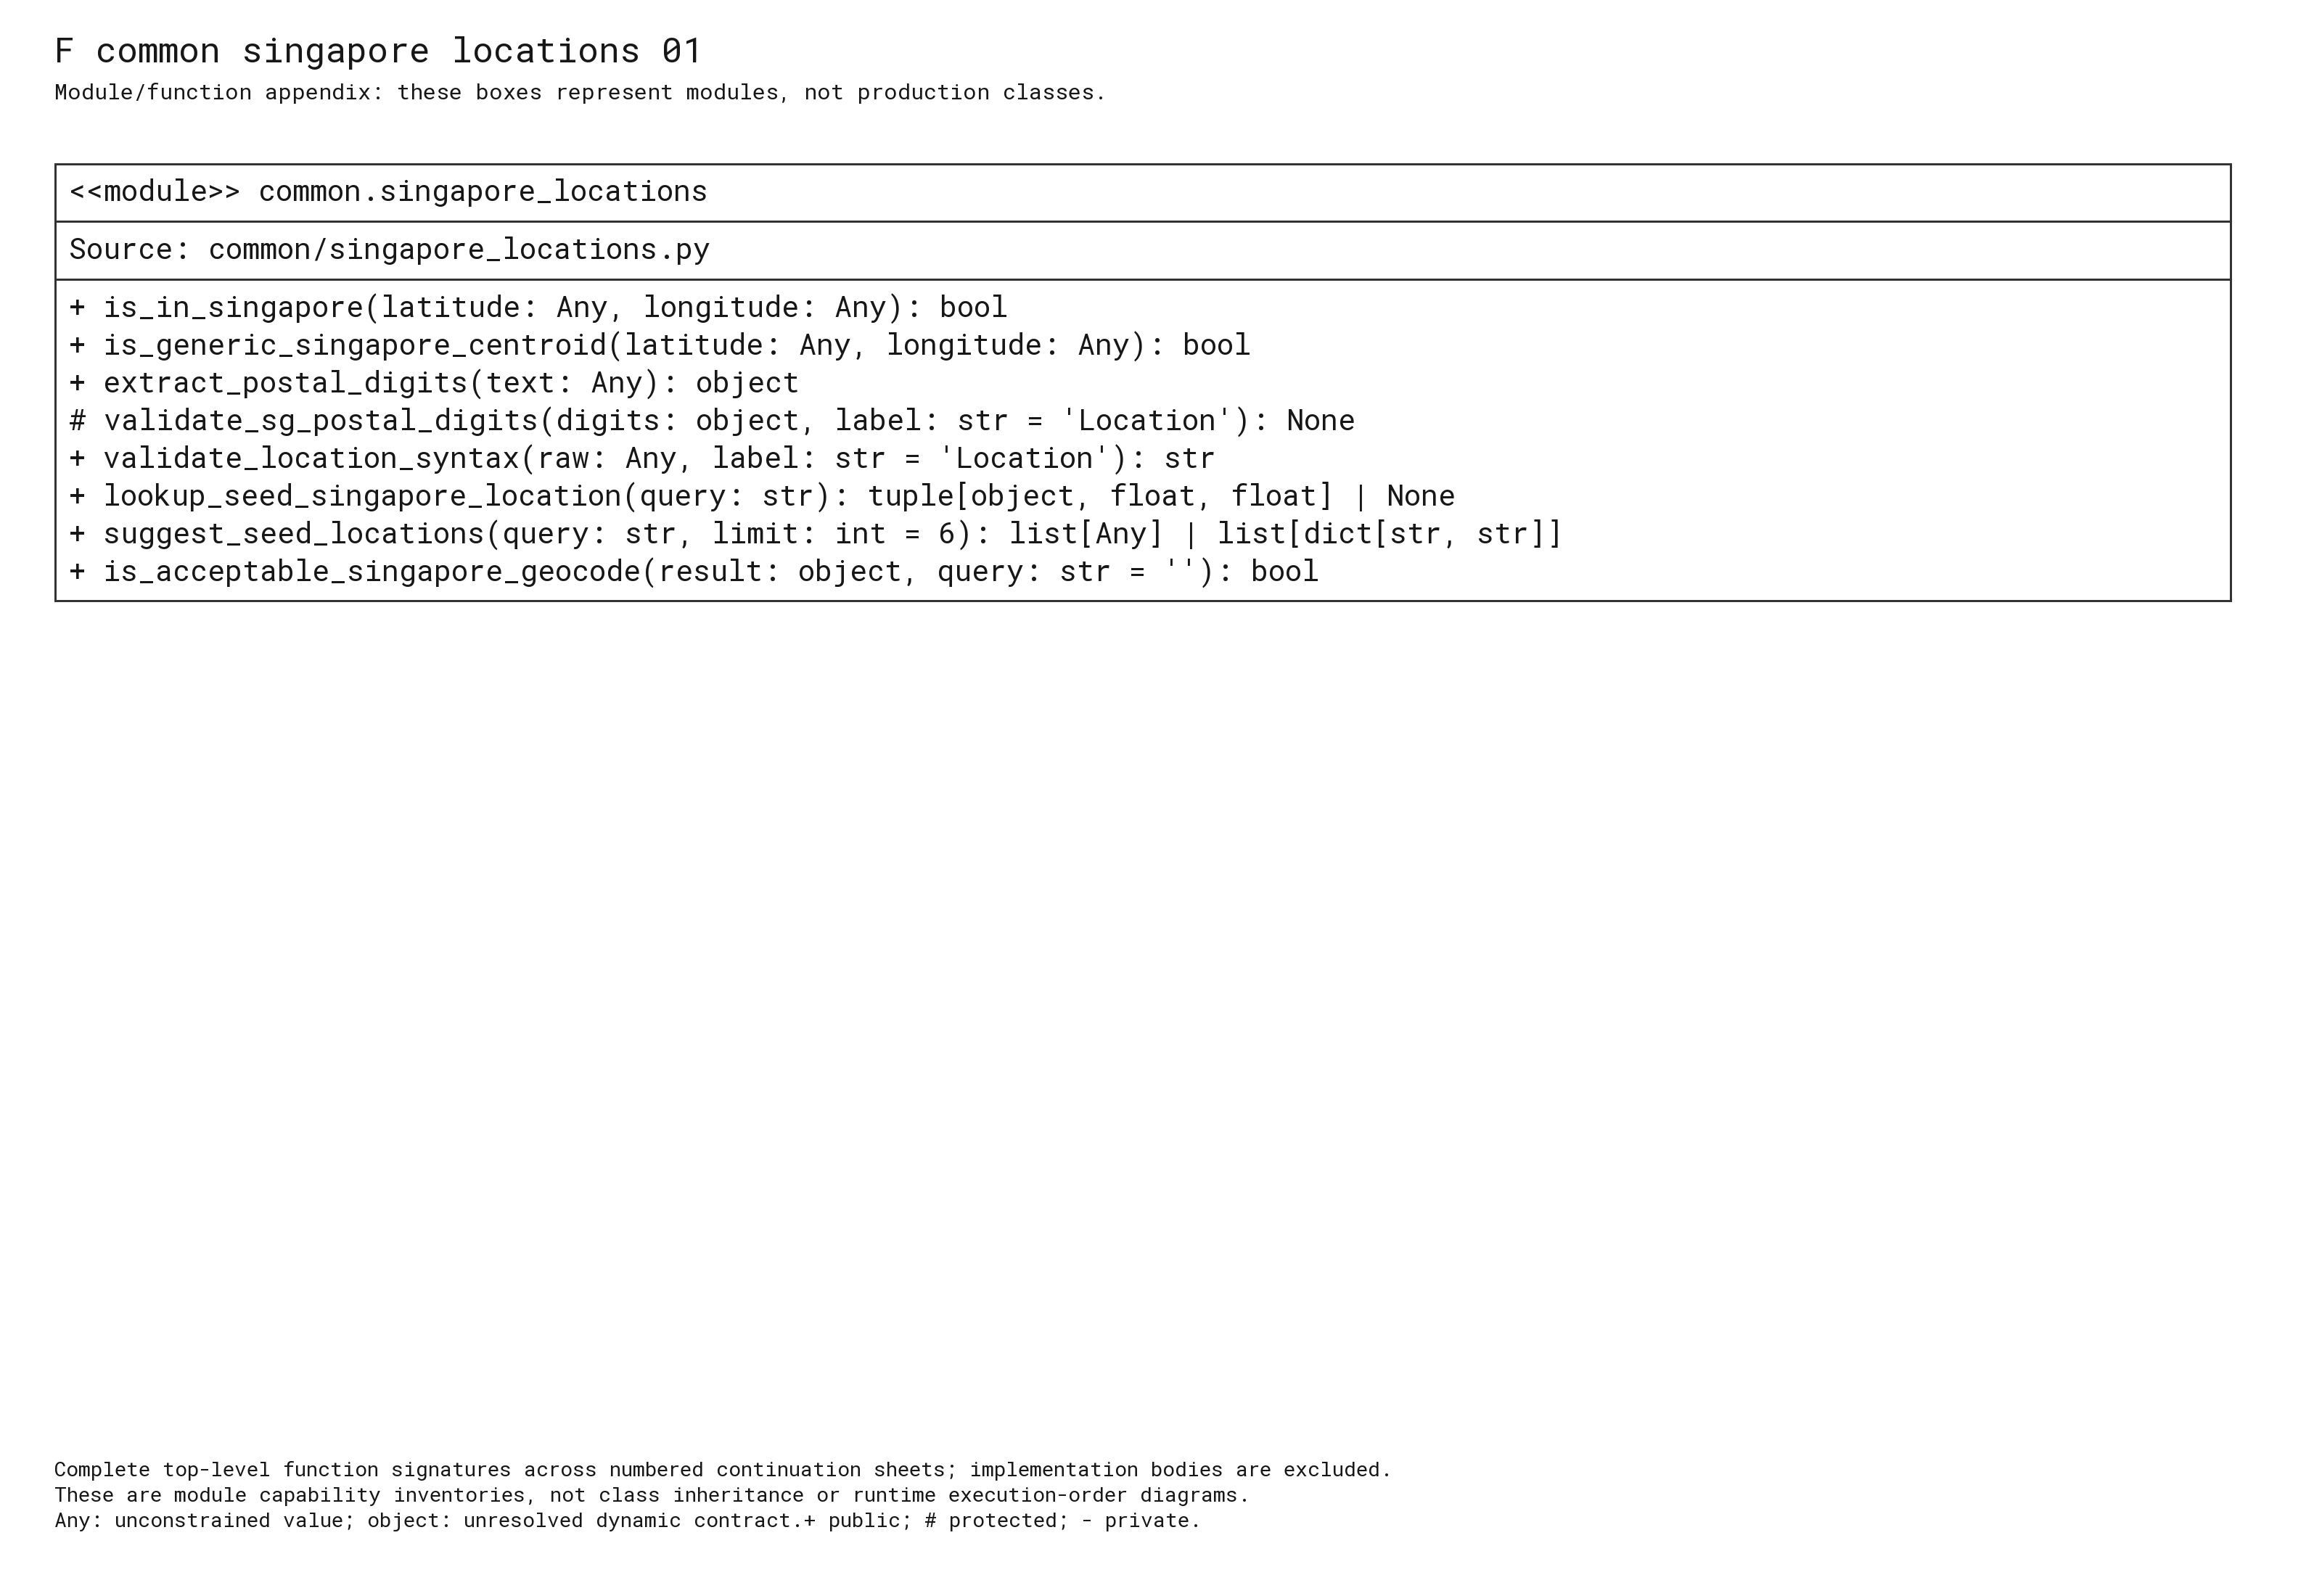 F common singapore locations 01
Module/function appendix: these boxes represent modules, not production classes.
<<module>> common.singapore_locations
Source: common/singapore_locations.py
+ is_in_singapore(latitude: Any, longitude: Any): bool
+ is_generic_singapore_centroid(latitude: Any, longitude: Any): bool
+ extract_postal_digits(text: Any): object
# validate_sg_postal_digits(digits: object, label: str = 'Location'): None
+ validate_location_syntax(raw: Any, label: str = 'Location'): str
+ lookup_seed_singapore_location(query: str): tuple[object, float, float] | None
+ suggest_seed_locations(query: str, limit: int = 6): list[Any] | list[dict[str, str]]
+ is_acceptable_singapore_geocode(result: object, query: str = ''): bool
Complete top-level function signatures across numbered continuation sheets; implementation bodies are excluded.
These are module capability inventories, not class inheritance or runtime execution-order diagrams.
Any: unconstrained value; object: unresolved dynamic contract.+ public; # protected; - private.